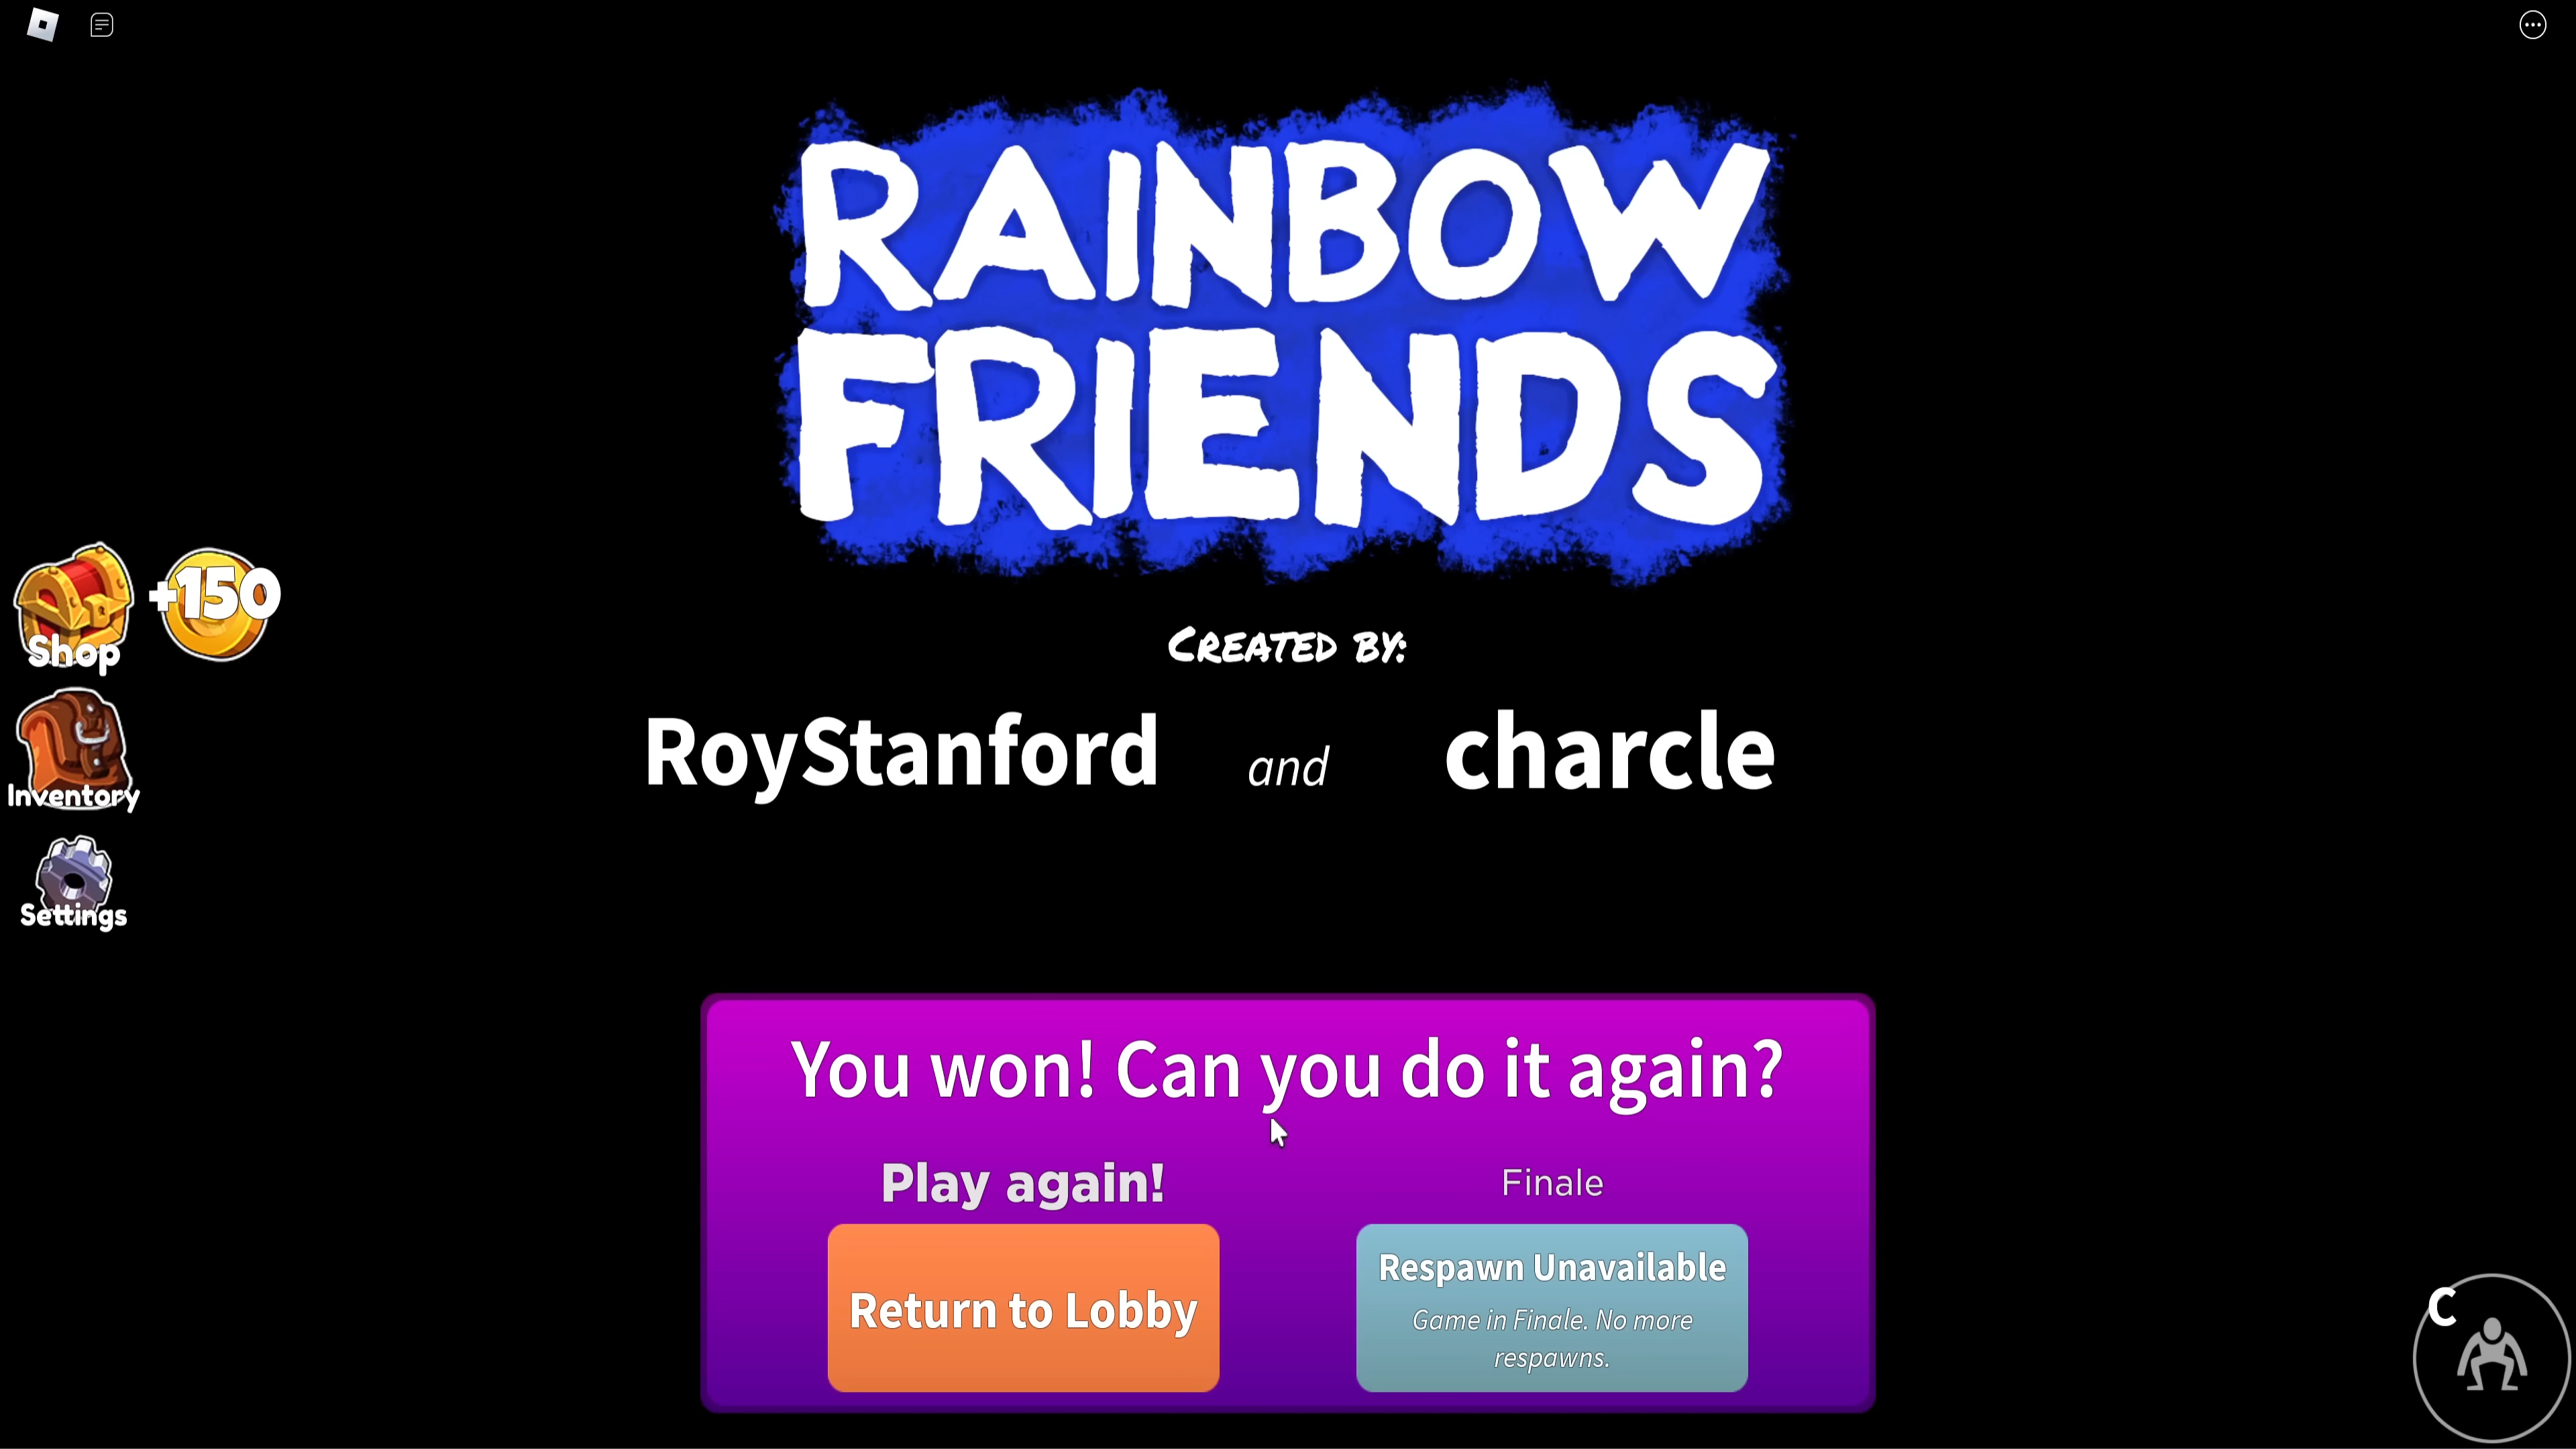 RAINBOW
FRIENDS
CREATED BY:
RoyStanford and charcle
+150
Shop
Inventory
Settings
You won! Can you do it again?
Play again!
Finale
Return to Lobby
Respawn Unavailable
Game in Finale. No more
respawns.
C